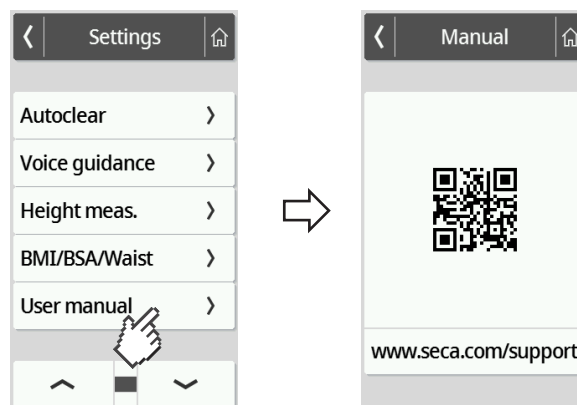 Settings
Autoclear
Voice guidance
Height meas.
BMI/BSA/Waist
User manual
Manual
www.seca.com/support